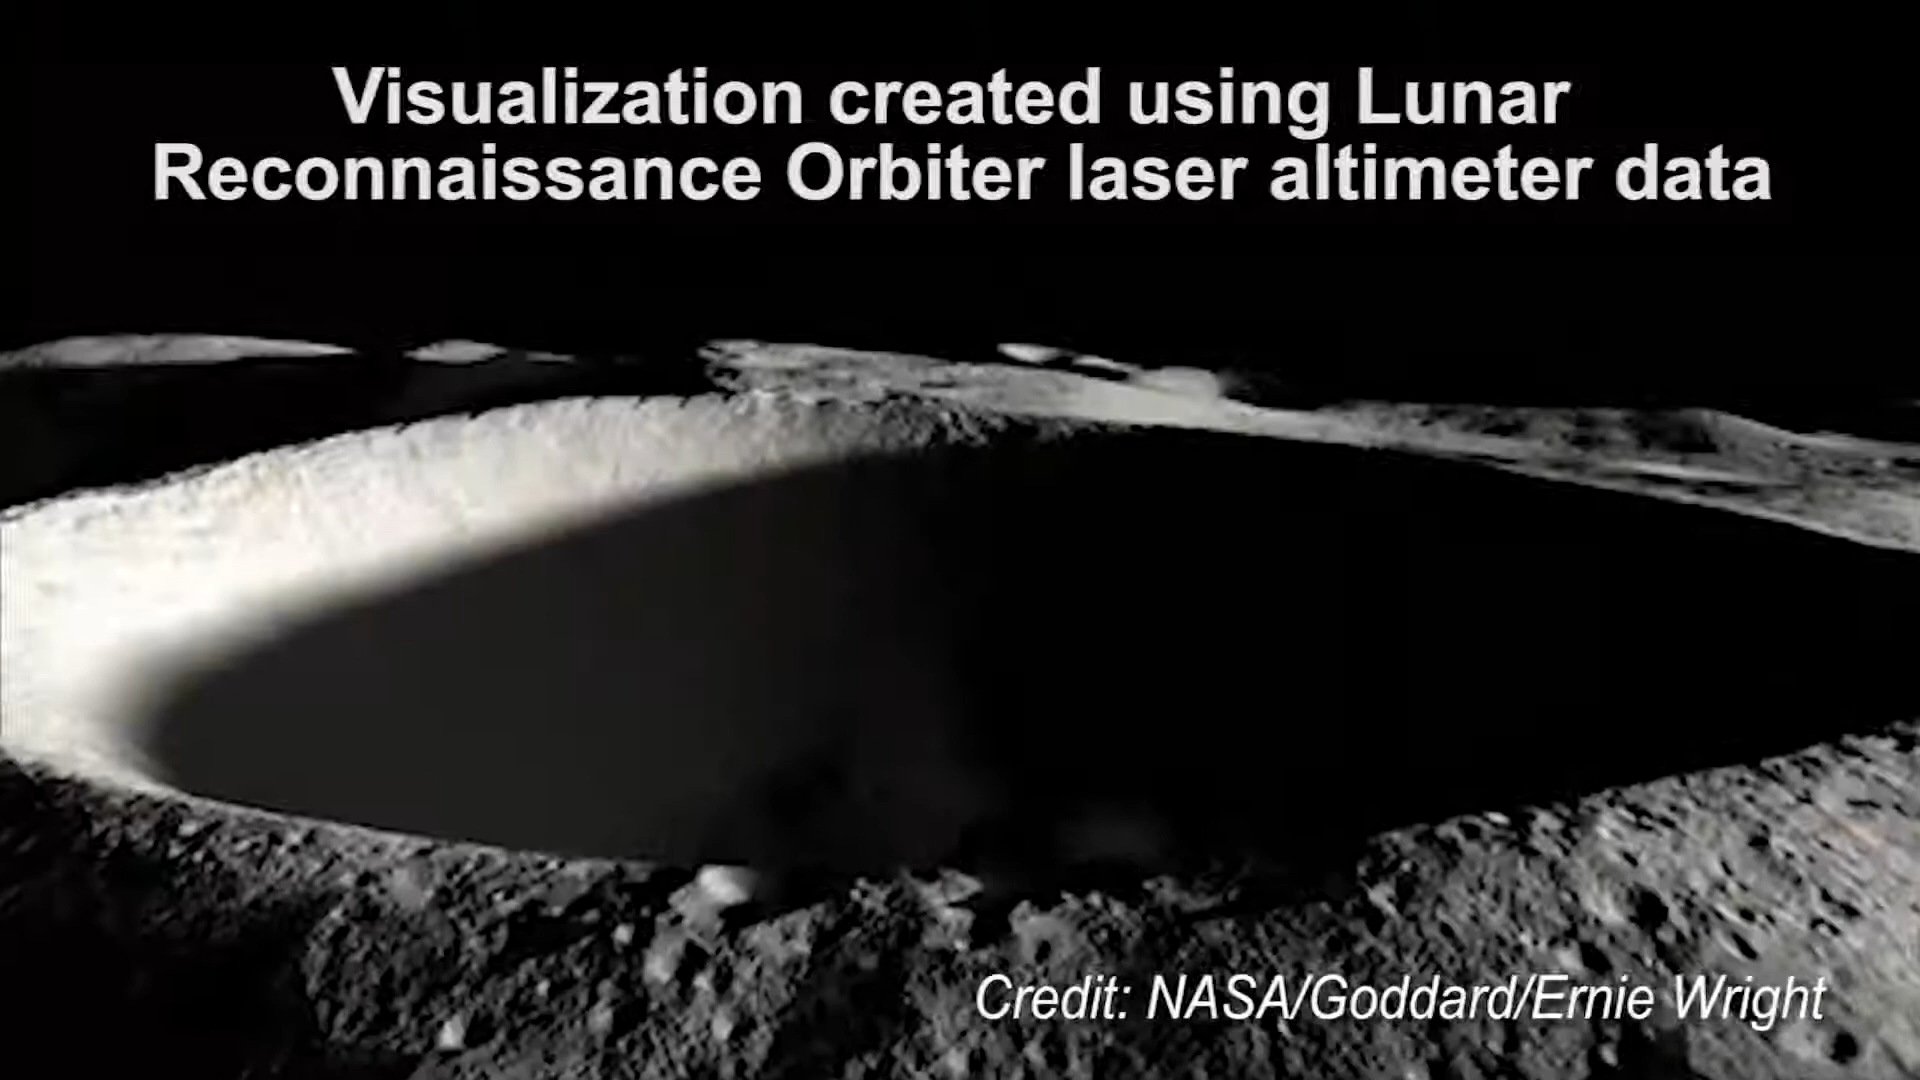 Visualization created using Lunar
Reconnaissance Orbiter laser altimeter data
Credit: NASA/Goddard/Ernie Wright